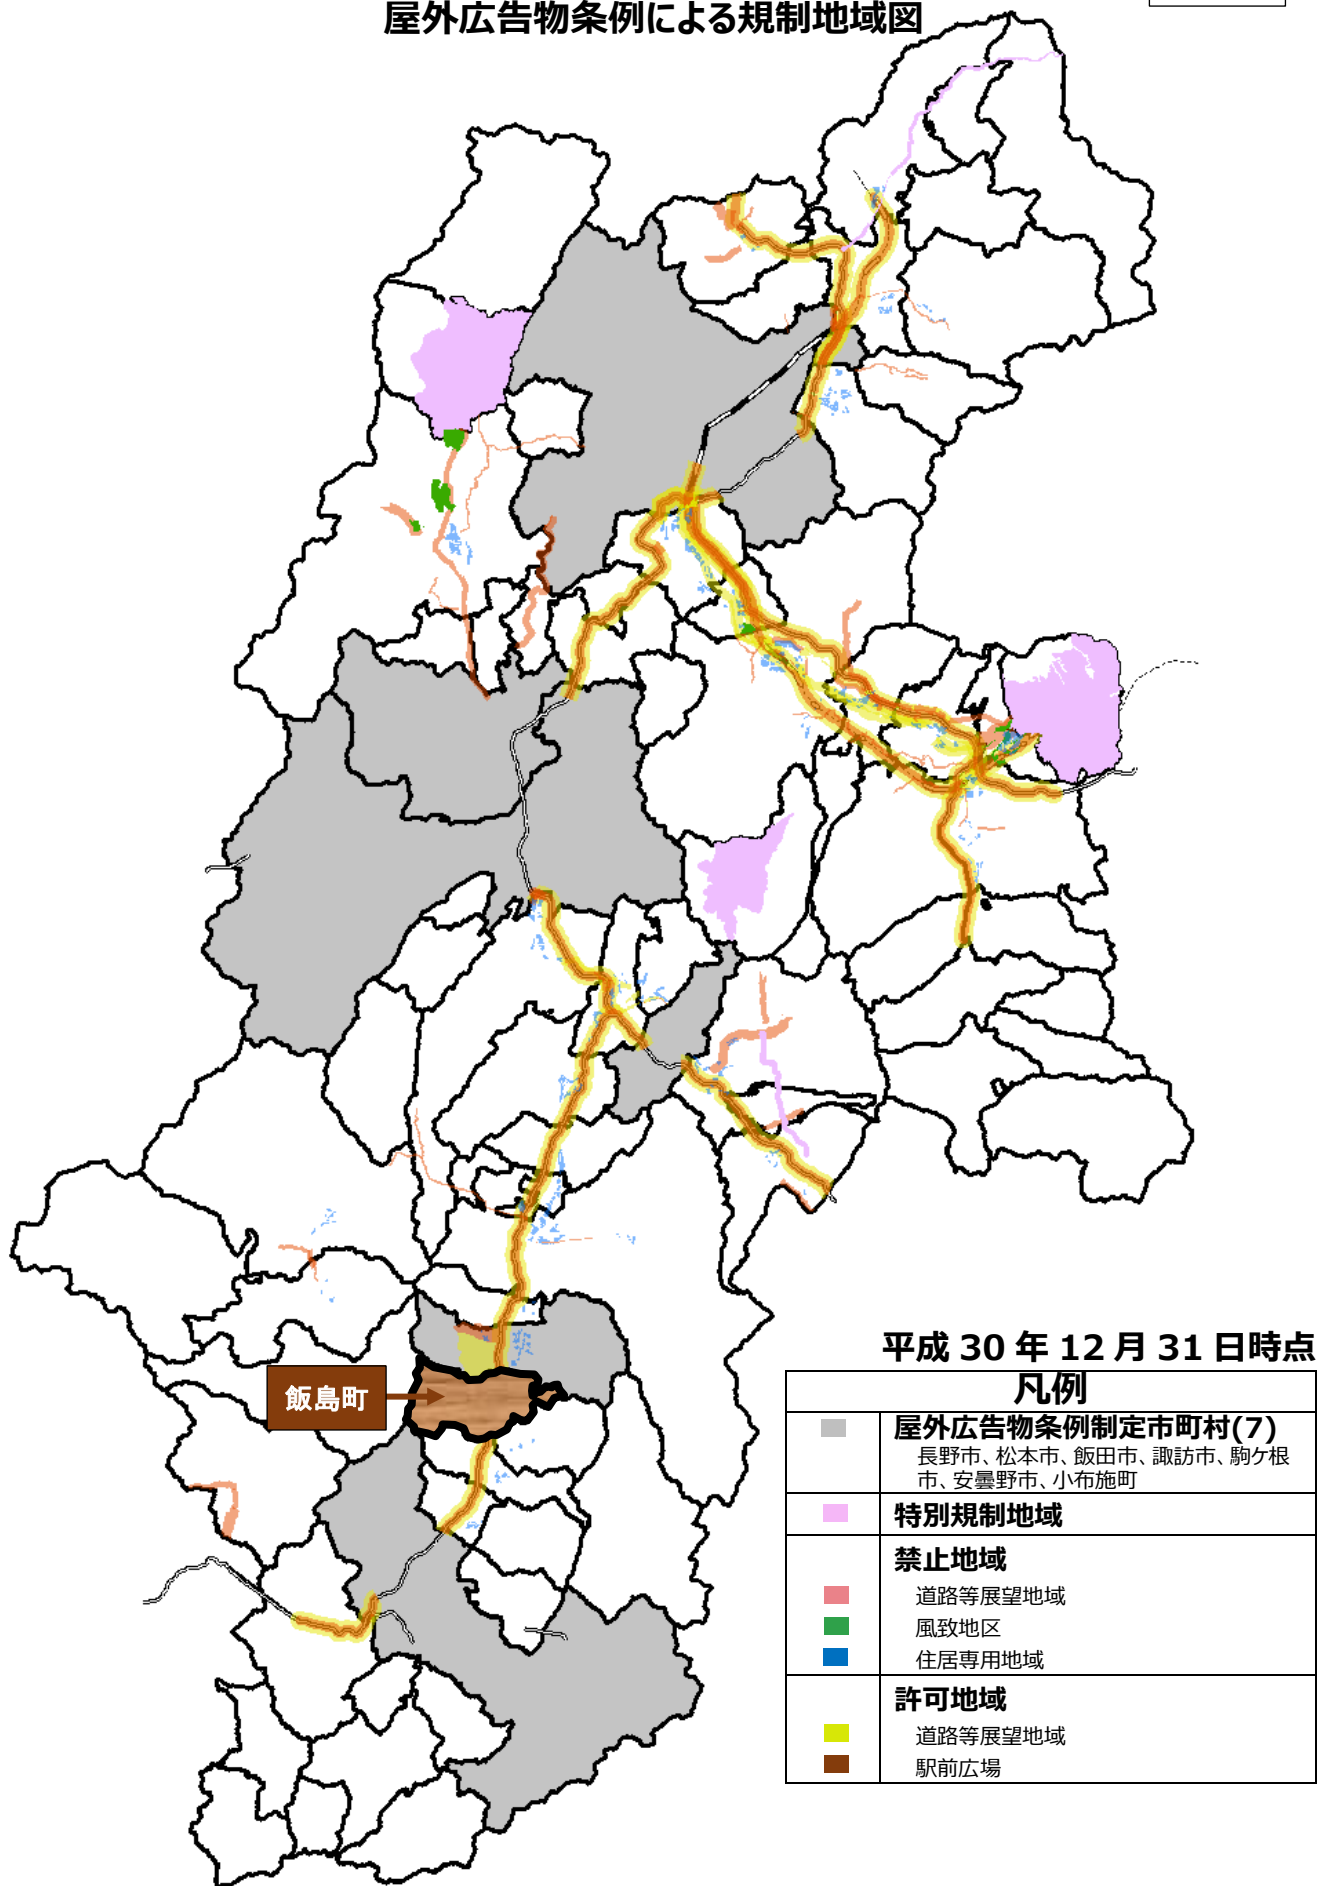 屋外広告物条例による規制地域図
飯島町
平成 30 年 12 月 31 日時点
凡例
屋外広告物条例制定市町村(7)
長野市、松本市、飯田市、諏訪市、駒ケ根
市、安曇野市、小布施町
特別規制地域
禁止地域
道路等展望地域
風致地区
住居専用地域
許可地域
道路等展望地域
駅前広場